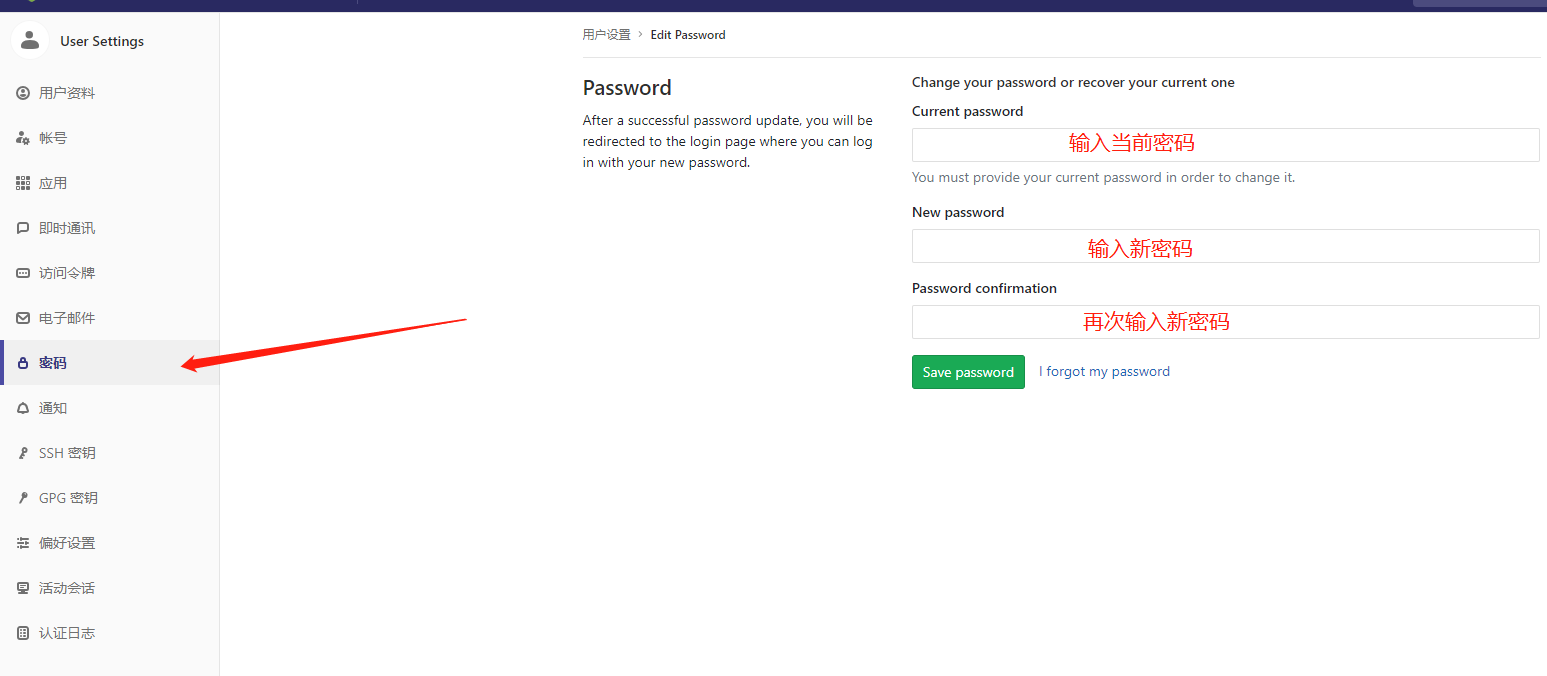 User Settings
用户资料
帐号
应用
即时通讯
访问令牌
电子邮件
密码
通知
SSH 密钥
GPG 密钥
偏好设置
活动会话
认证日志
用户设置 › Edit Password
Password
After a successful password update, you will be
redirected to the login page where you can log
in with your new password.
Change your password or recover your current one
Current password
输入当前密码
You must provide your current password in order to change it.
New password
输入新密码
Password confirmation
再次输入新密码
Save password I forgot my password